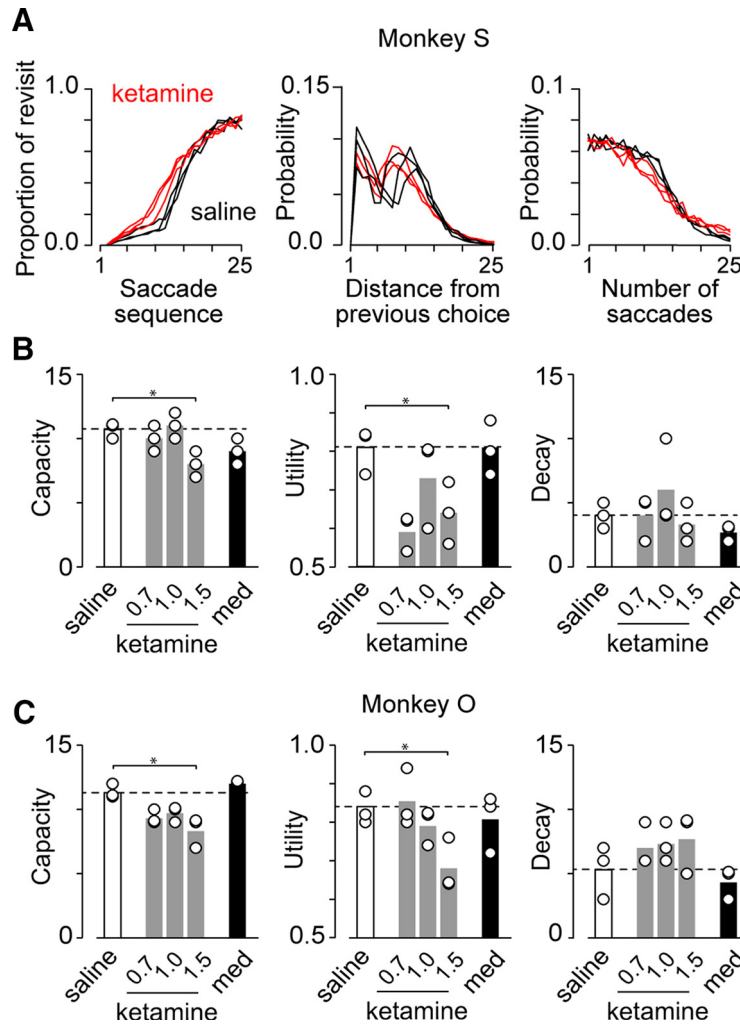 A
Monkey S
Proportion of revisit
1.0
0.0
ketamine
saline
1
25
Saccade
sequence
Probability
0.15
0.0
1
25
Distance from
previous choice
Probability
0.1
0.0
1
25
Number of
saccades
B
Capacity
15
0
*
saline
0.7
1.0
1.5
med
ketamine
Utility
1.0
0.5
*
saline
0.7
1.0
1.5
med
ketamine
Decay
15
0
saline
0.7
1.0
1.5
med
ketamine
C
Monkey O
Capacity
15
0
*
saline
0.7
1.0
1.5
med
ketamine
Utility
1.0
0.5
*
saline
0.7
1.0
1.5
med
ketamine
Decay
15
0
saline
0.7
1.0
1.5
med
ketamine